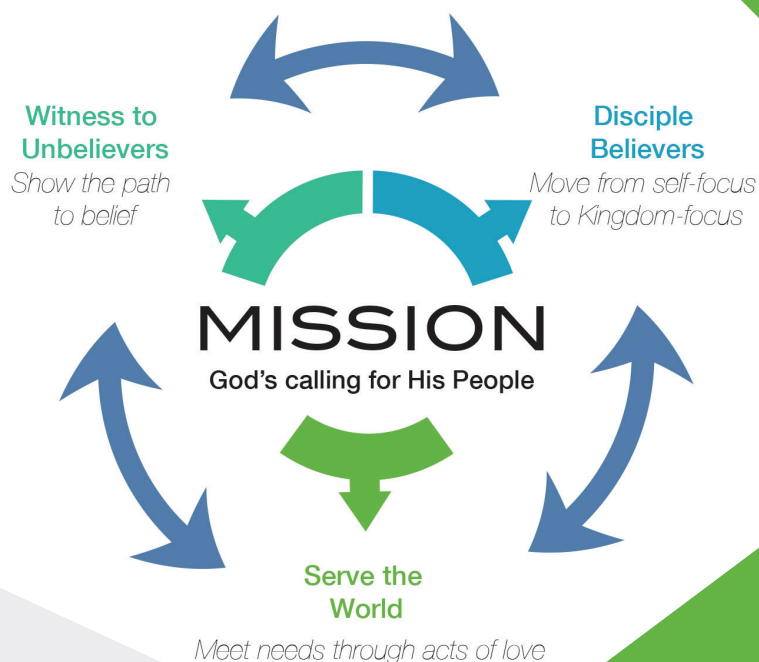 Witness to
Unbelievers
Show the path
to belief
Disciple
Believers
Move from self-focus
to Kingdom-focus
MISSION
God's calling for His People
Serve the
World
Meet needs through acts of love